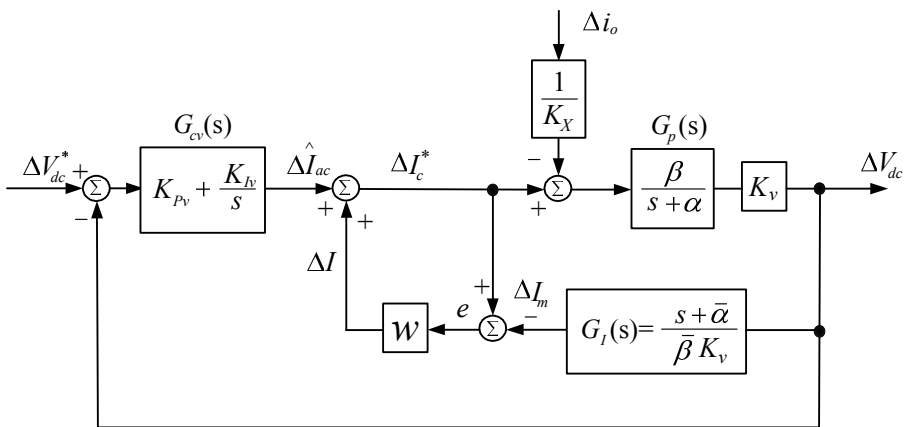 Δi_o
1
K_X
G_cv(s)
G_p(s)
ΔV*_dc + Σ − K_Pv + K_Iv / s ΔÎ_ac + Σ + ΔI*_c − Σ + β / s + α K_v ΔV_dc
ΔI
w e + Σ − ΔI_m G_I(s) = s + ᾱ / β̄ K_v